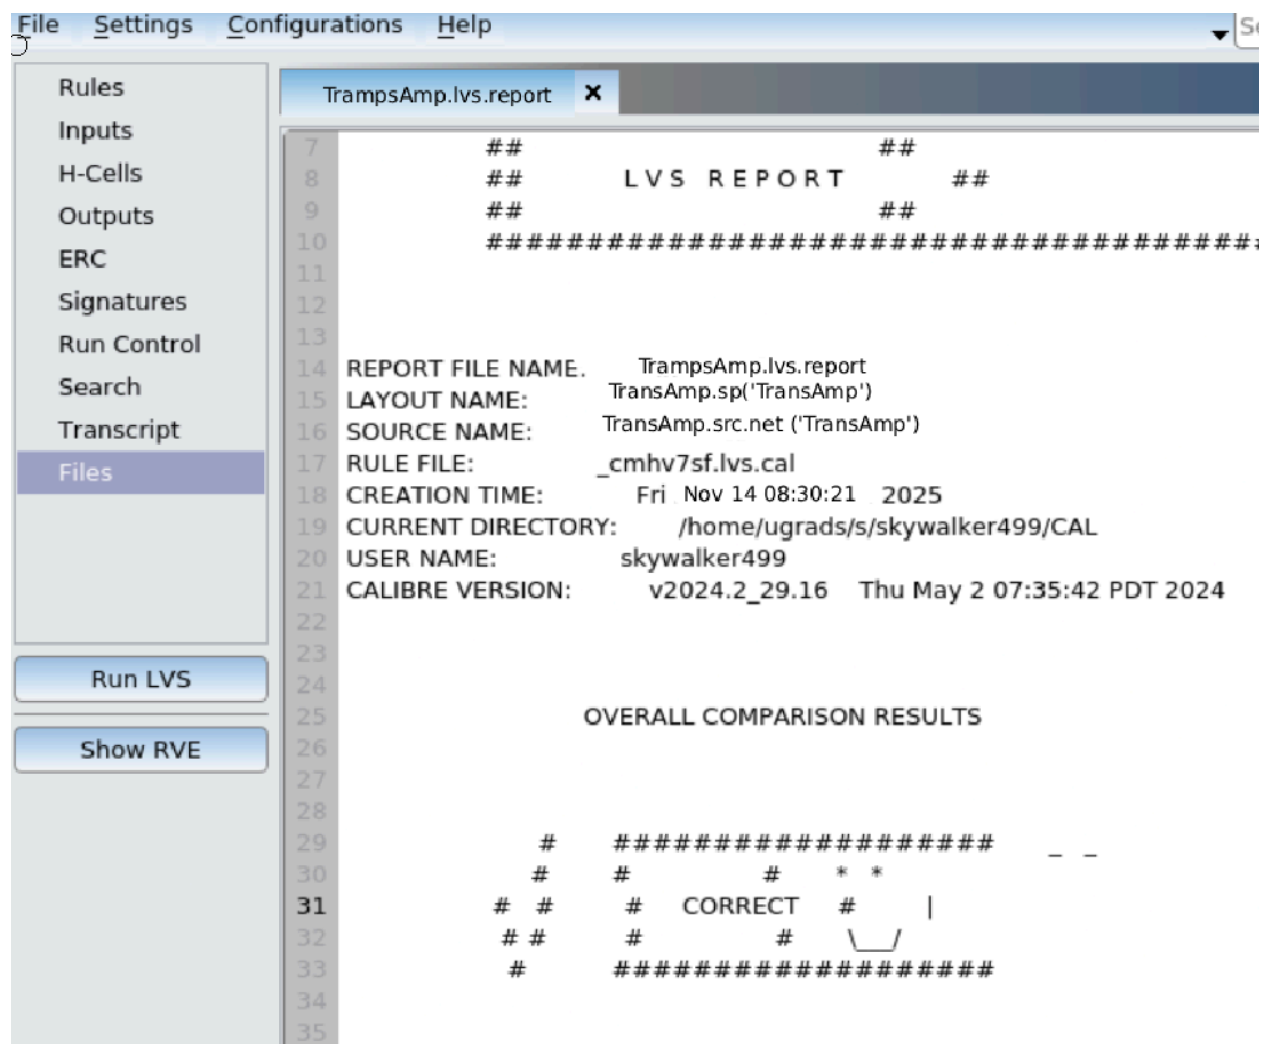 File Settings Configurations Help
Rules
Inputs
H-Cells
Outputs
ERC
Signatures
Run Control
Search
Transcript
Files
Run LVS
Show RVE
TrampsAmp.lvs.report ×
7 ## ##
8 ## L V S R E P O R T ##
9 ## ##
10 ######################################
11
12
13
14 REPORT FILE NAME. TrampsAmp.lvs.report
15 LAYOUT NAME: TransAmp.sp('TransAmp')
16 SOURCE NAME: TransAmp.src.net ('TransAmp')
17 RULE FILE: _cmhv7sf.lvs.cal
18 CREATION TIME: Fri Nov 14 08:30:21 2025
19 CURRENT DIRECTORY: /home/ugrads/s/skywalker499/CAL
20 USER NAME: skywalker499
21 CALIBRE VERSION: v2024.2_29.16 Thu May 2 07:35:42 PDT 2024
22
23
24
25 OVERALL COMPARISON RESULTS
26
27
28
29 # ################### _ _
30 # # # * *
31 # # # CORRECT # |
32 # # # # \___/
33 # ###################
34
35